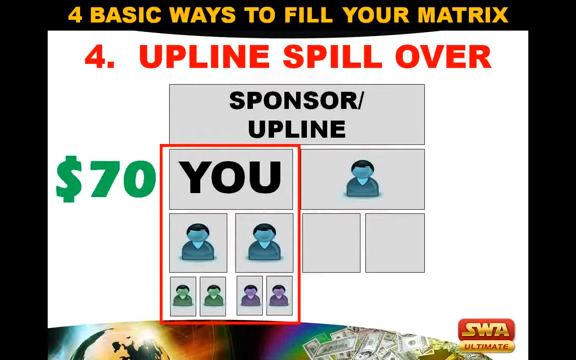 4 BASIC WAYS TO FILL YOUR MATRIX
4. UPLINE SPILL OVER
SPONSOR/
UPLINE
$70
YOU
SWA
ULTIMATE